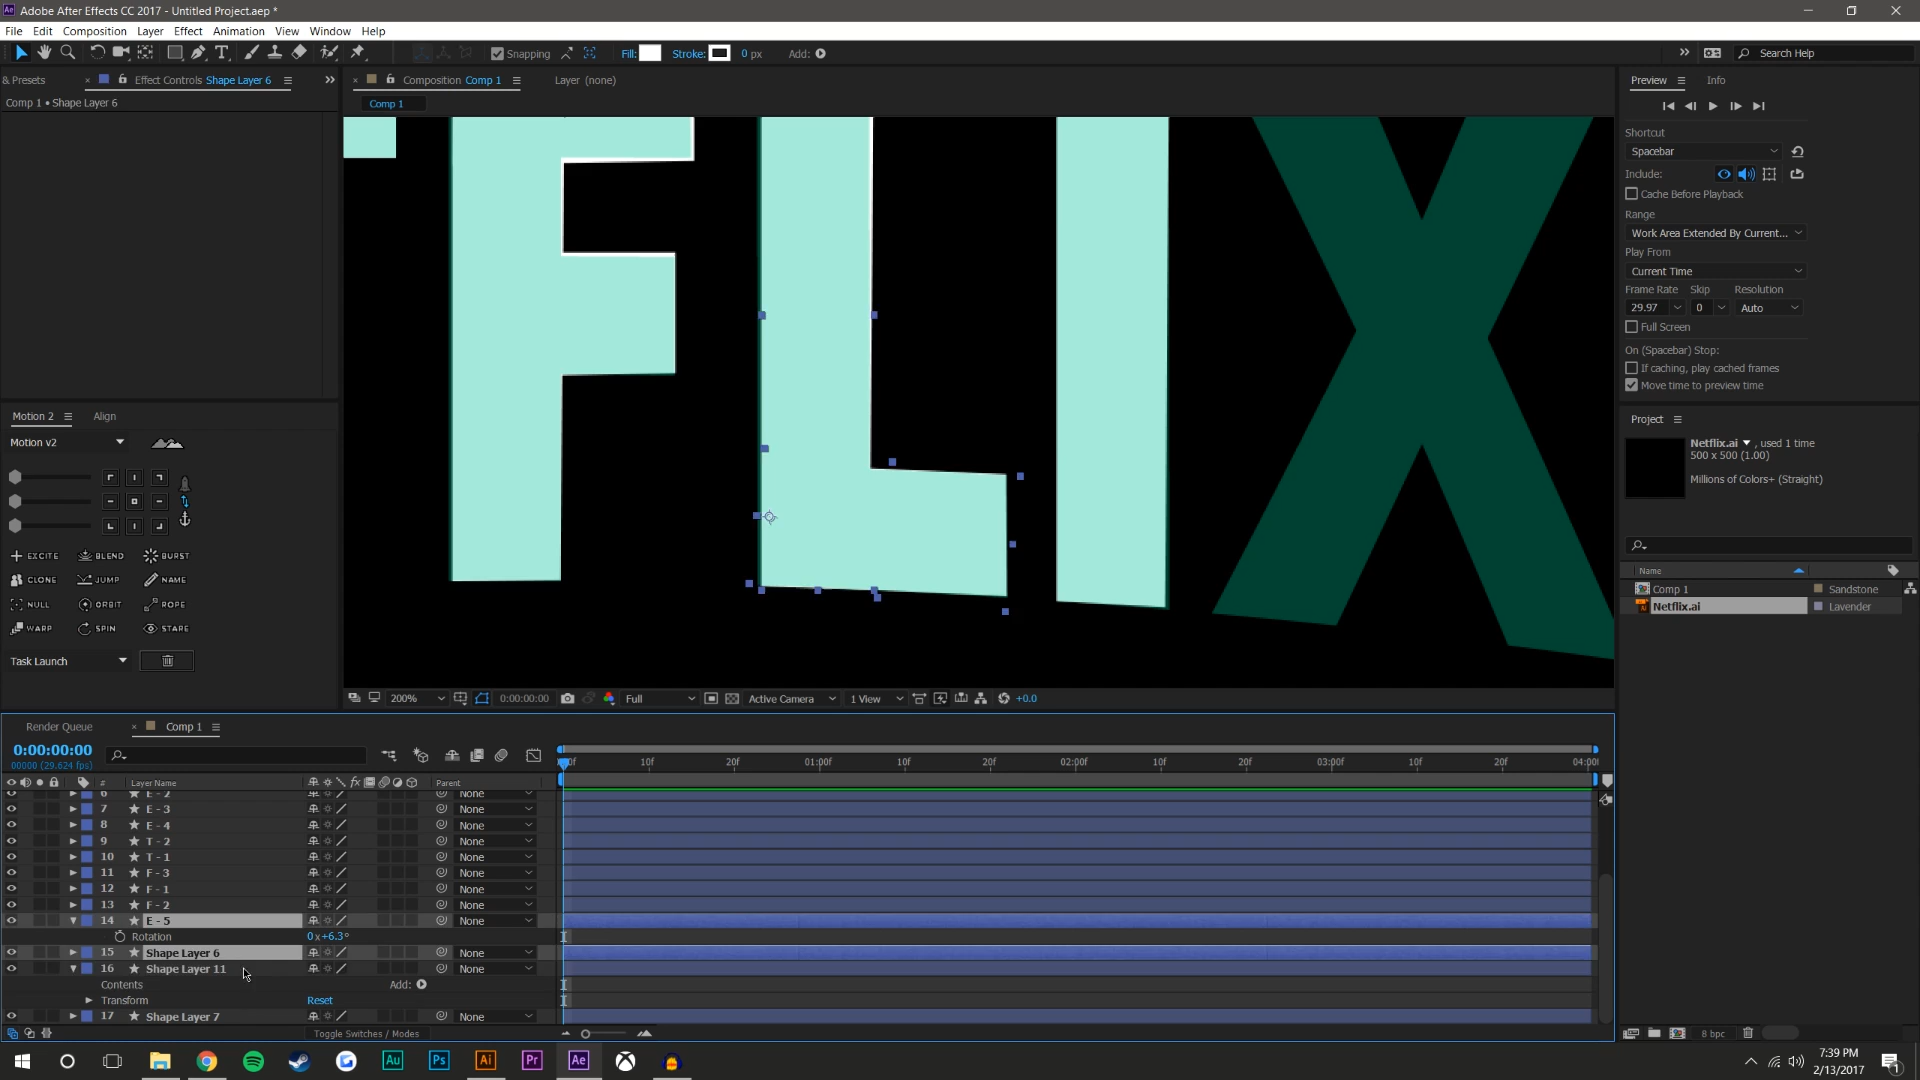 Adobe After Effects CC 2017 - Untitled Project.aep *
File Edit Composition Layer Effect Animation View Window Help
Snapping Fill: Stroke: 0 px Add: Search Help
& Presets Effect Controls Shape Layer 6
Composition Comp 1 Layer (none)
Comp 1 • Shape Layer 6
Comp 1
Preview Info
Shortcut
Spacebar
Include:
Cache Before Playback
Range
Work Area Extended By Current...
Play From
Current Time
Frame Rate Skip Resolution
29.97 0 Auto
Full Screen
On (Spacebar) Stop:
If caching, play cached frames
Move time to preview time
FLIX
Motion 2 Align
Motion v2
EXCITE BLEND BURST
CLONE JUMP NAME
NULL ORBIT ROPE
WARP SPIN STARE
Task Launch
Project
Netflix.ai , used 1 time
500 x 500 (1.00)
Millions of Colors+ (Straight)
Name
Comp 1 Sandstone
Netflix.ai Lavender
8 bpc
200% 0:00:00:00 Full Active Camera 1 View +0.0
Render Queue Comp 1
0:00:00:00
00000 (29.624 fps)
10f 20f 01:00f 10f 20f 02:00f 10f 20f 03:00f 10f 20f 04:00
# Layer Name Parent
6 E - 2 None
7 E - 3 None
8 E - 4 None
9 T - 2 None
10 T - 1 None
11 F - 3 None
12 F - 1 None
13 F - 2 None
14 E - 5 None
Rotation 0x+6.3°
15 Shape Layer 6 None
16 Shape Layer 11 None
Contents Add:
Transform Reset
17 Shape Layer 7 None
Toggle Switches / Modes
Au Ps Ai Pr Ae
7:39 PM
2/13/2017
1